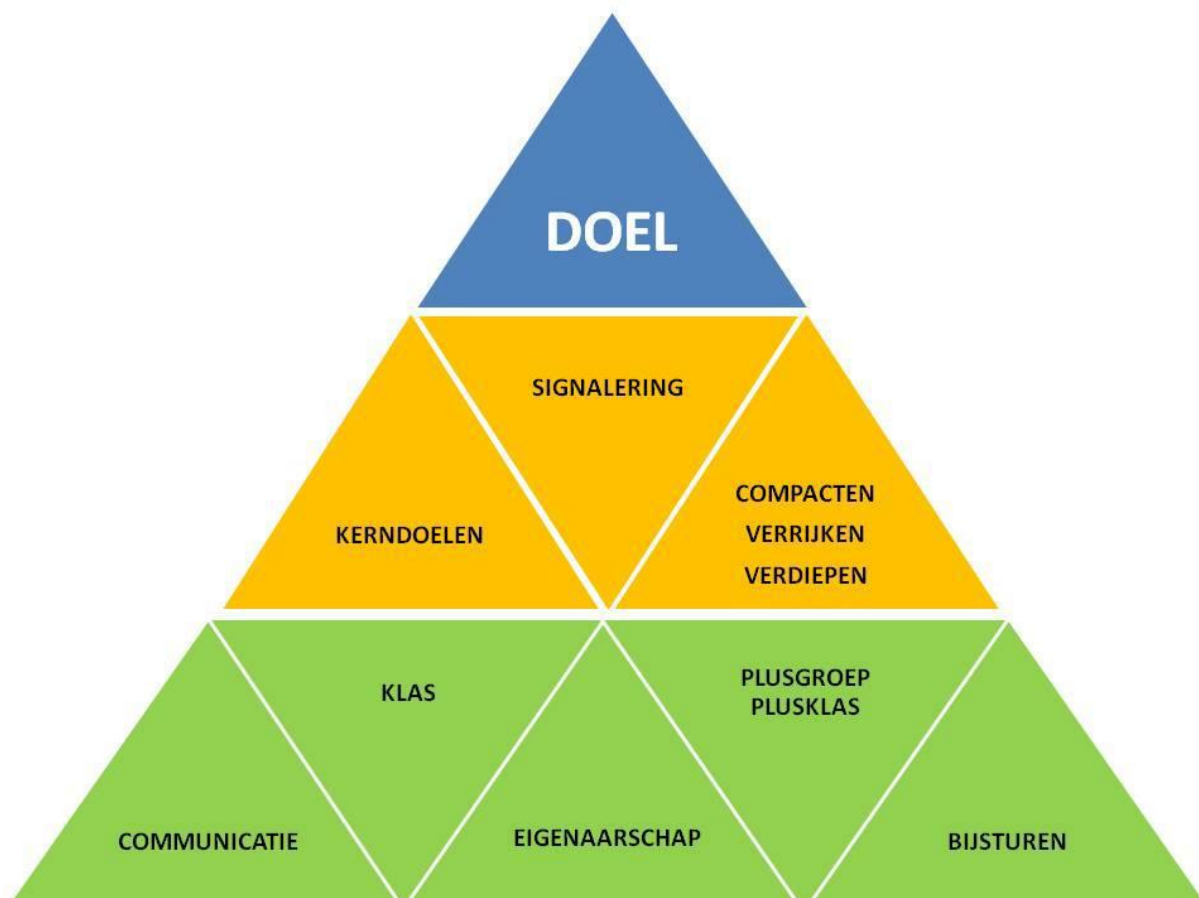 DOEL
SIGNALERING
KERNDOELEN
COMPACTEN
VERRIJKEN
VERDIEPEN
KLAS
PLUSGROEP
PLUSKLAS
COMMUNICATIE
EIGENAARSCHAP
BIJSTUREN